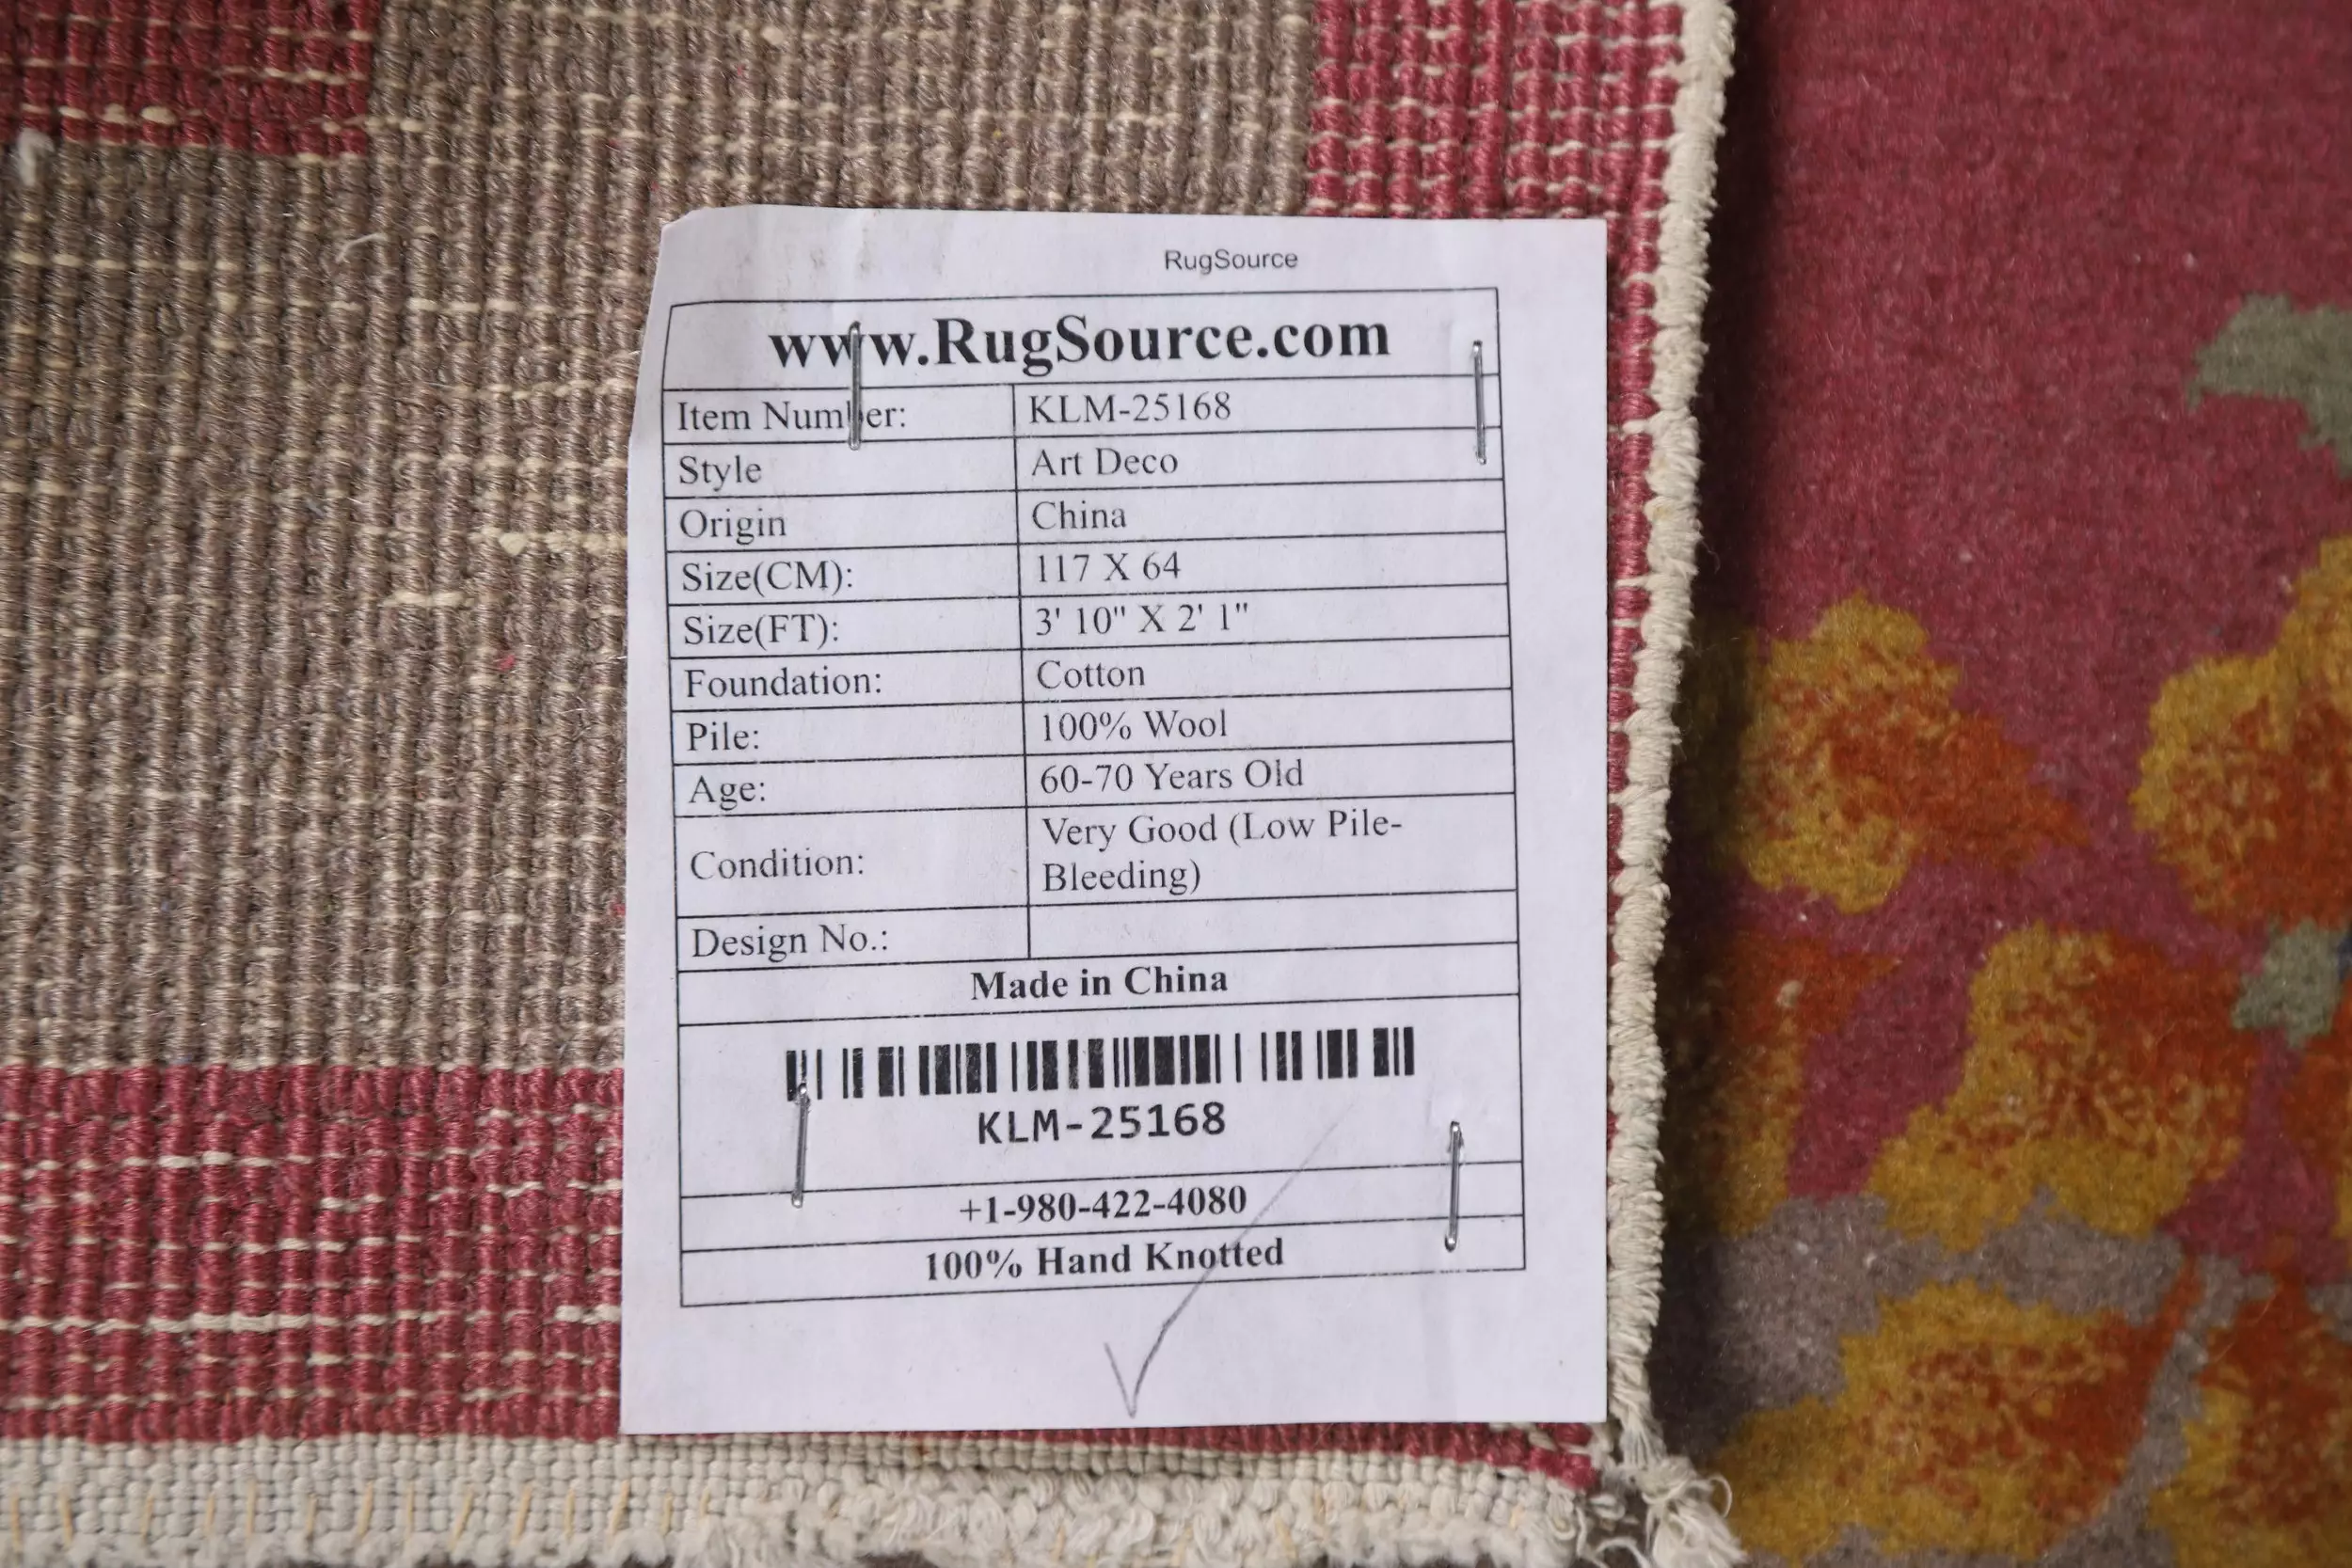 RugSource
www.RugSource.com
Item Number: KLM-25168
Style Art Deco
Origin China
Size(CM): 117 X 64
Size(FT): 3' 10" X 2' 1"
Foundation: Cotton
Pile: 100% Wool
Age: 60-70 Years Old
Condition: Very Good (Low Pile-
Bleeding)
Design No.:
Made in China
KLM-25168
+1-980-422-4080
100% Hand Knotted